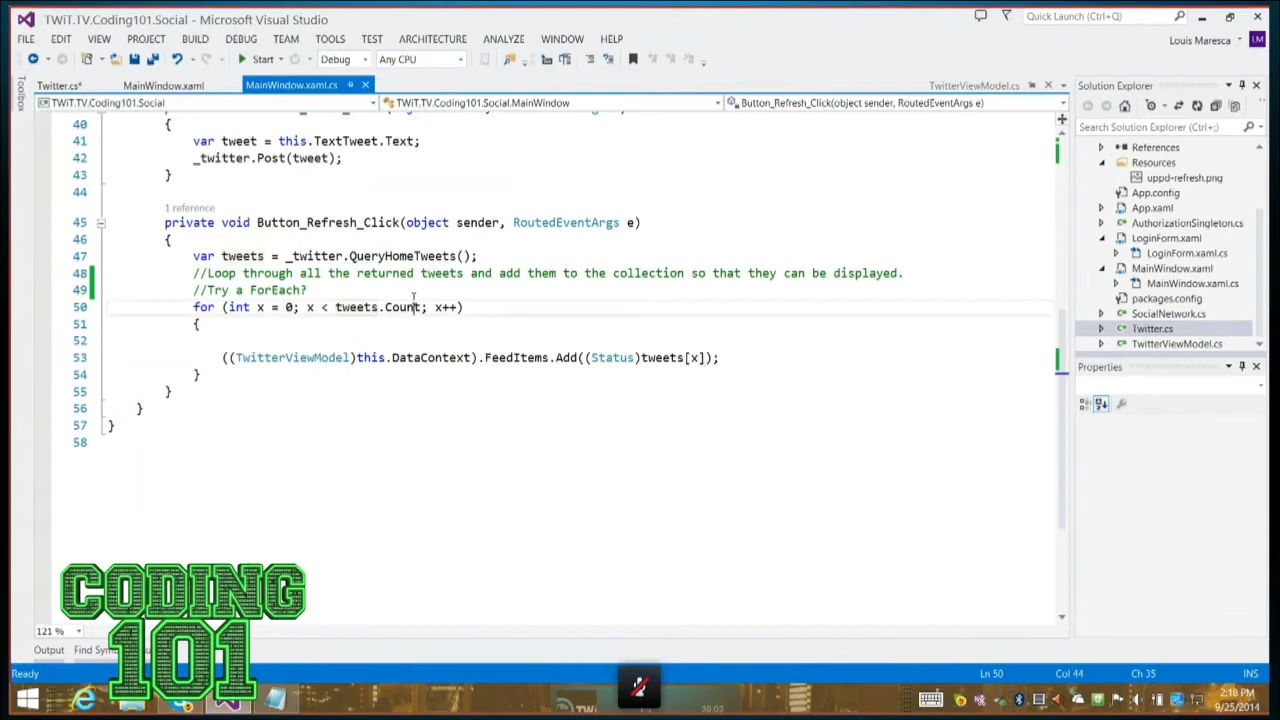 TWiT.TV.Coding101.Social - Microsoft Visual Studio
Quick Launch (Ctrl+Q)
FILE EDIT VIEW PROJECT BUILD DEBUG TEAM TOOLS TEST ARCHITECTURE ANALYZE WINDOW HELP
Louis Maresca LM
Start Debug Any CPU
Toolbox
Twitter.cs* MainWindow.xaml MainWindow.xaml.cs TwitterViewModel.cs
TWiT.TV.Coding101.Social TWiT.TV.Coding101.Social.MainWindow Button_Refresh_Click(object sender, RoutedEventArgs e)
40 {
41 var tweet = this.TextTweet.Text;
42 _twitter.Post(tweet);
43 }
44
1 reference
45 private void Button_Refresh_Click(object sender, RoutedEventArgs e)
46 {
47 var tweets = _twitter.QueryHomeTweets();
48 //Loop through all the returned tweets and add them to the collection so that they can be displayed.
49 //Try a ForEach?
50 for (int x = 0; x < tweets.Count; x++)
51 {
52
53 ((TwitterViewModel)this.DataContext).FeedItems.Add((Status)tweets[x]);
54 }
55 }
56 }
57 }
58
121 %
Output Find Sym
Ready Ln 50 Col 44 Ch 35 INS
Solution Explorer
Search Solution Explorer (Ctrl+;)
References
Resources
uppd-refresh.png
App.config
App.xaml
AuthorizationSingleton.cs
LoginForm.xaml
LoginForm.xaml.cs
MainWindow.xaml
MainWindow.xaml.cs
packages.config
SocialNetwork.cs
Twitter.cs
TwitterViewModel.cs
Properties
CODING
101
30:03
2:18 PM
9/25/2014